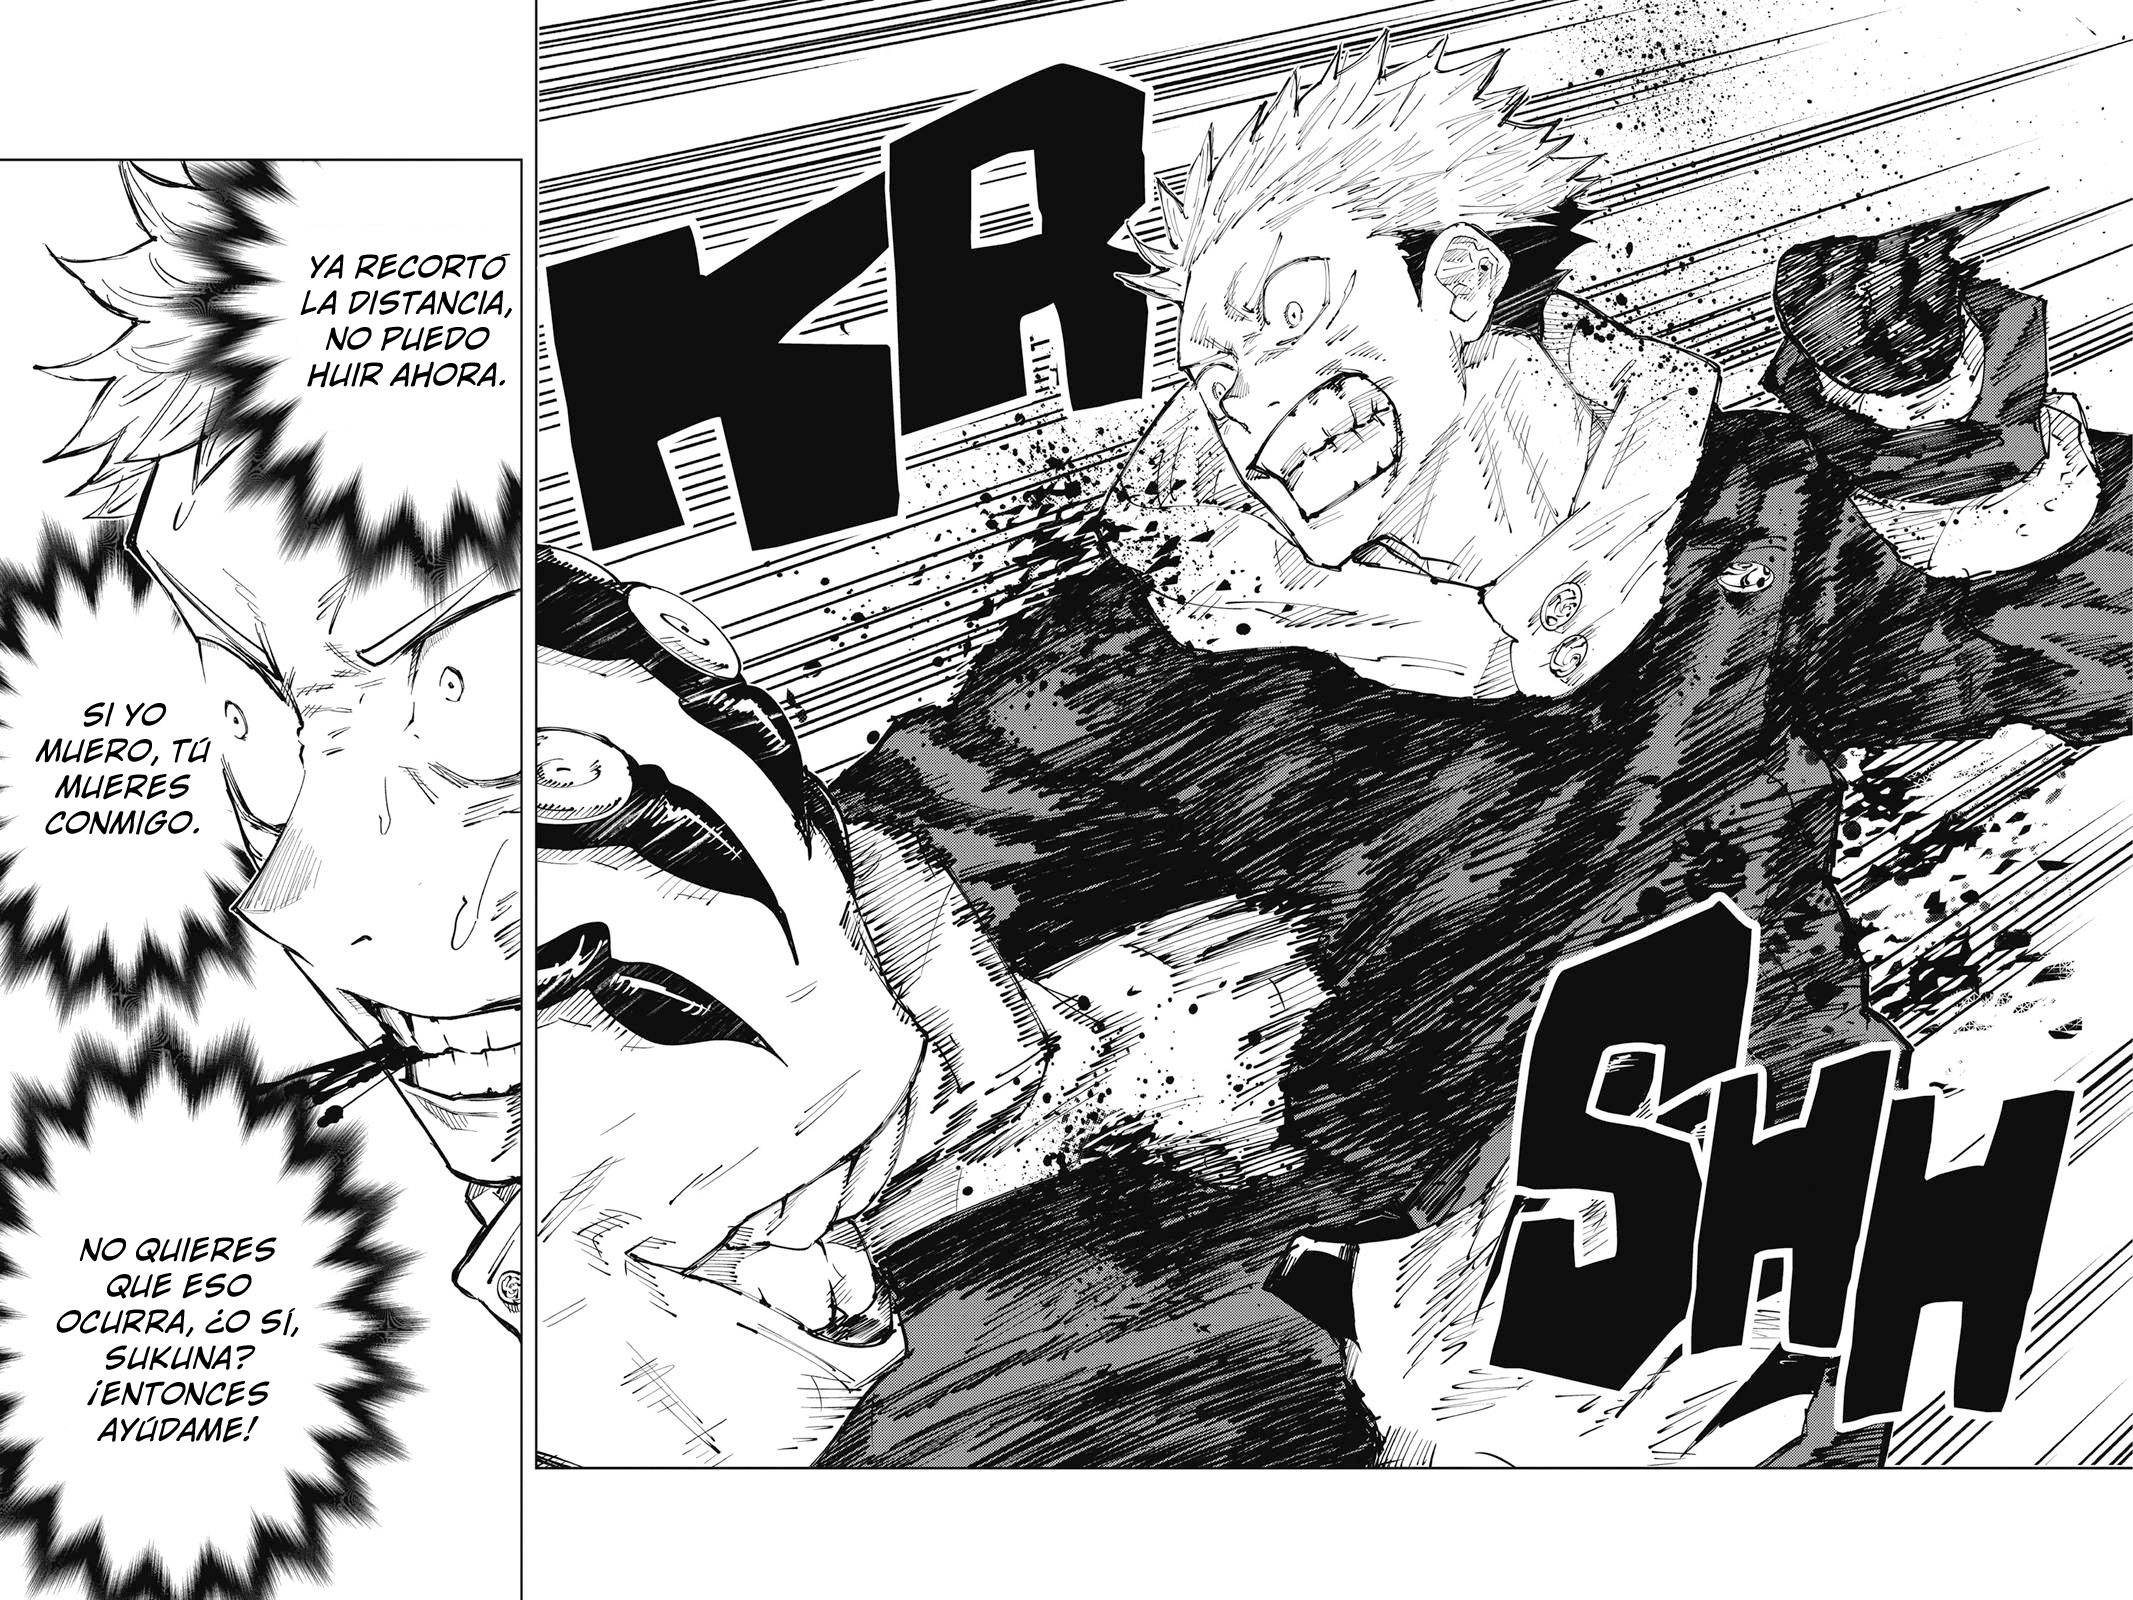 KR
SHH
YA RECORTÓ
LA DISTANCIA,
NO PUEDO
HUIR AHORA.
SI YO
MUERO, TÚ
MUERES
CONMIGO.
NO QUIERES
QUE ESO
OCURRA, ¿O SÍ,
SUKUNA?
¡ENTONCES
AYÚDAME!